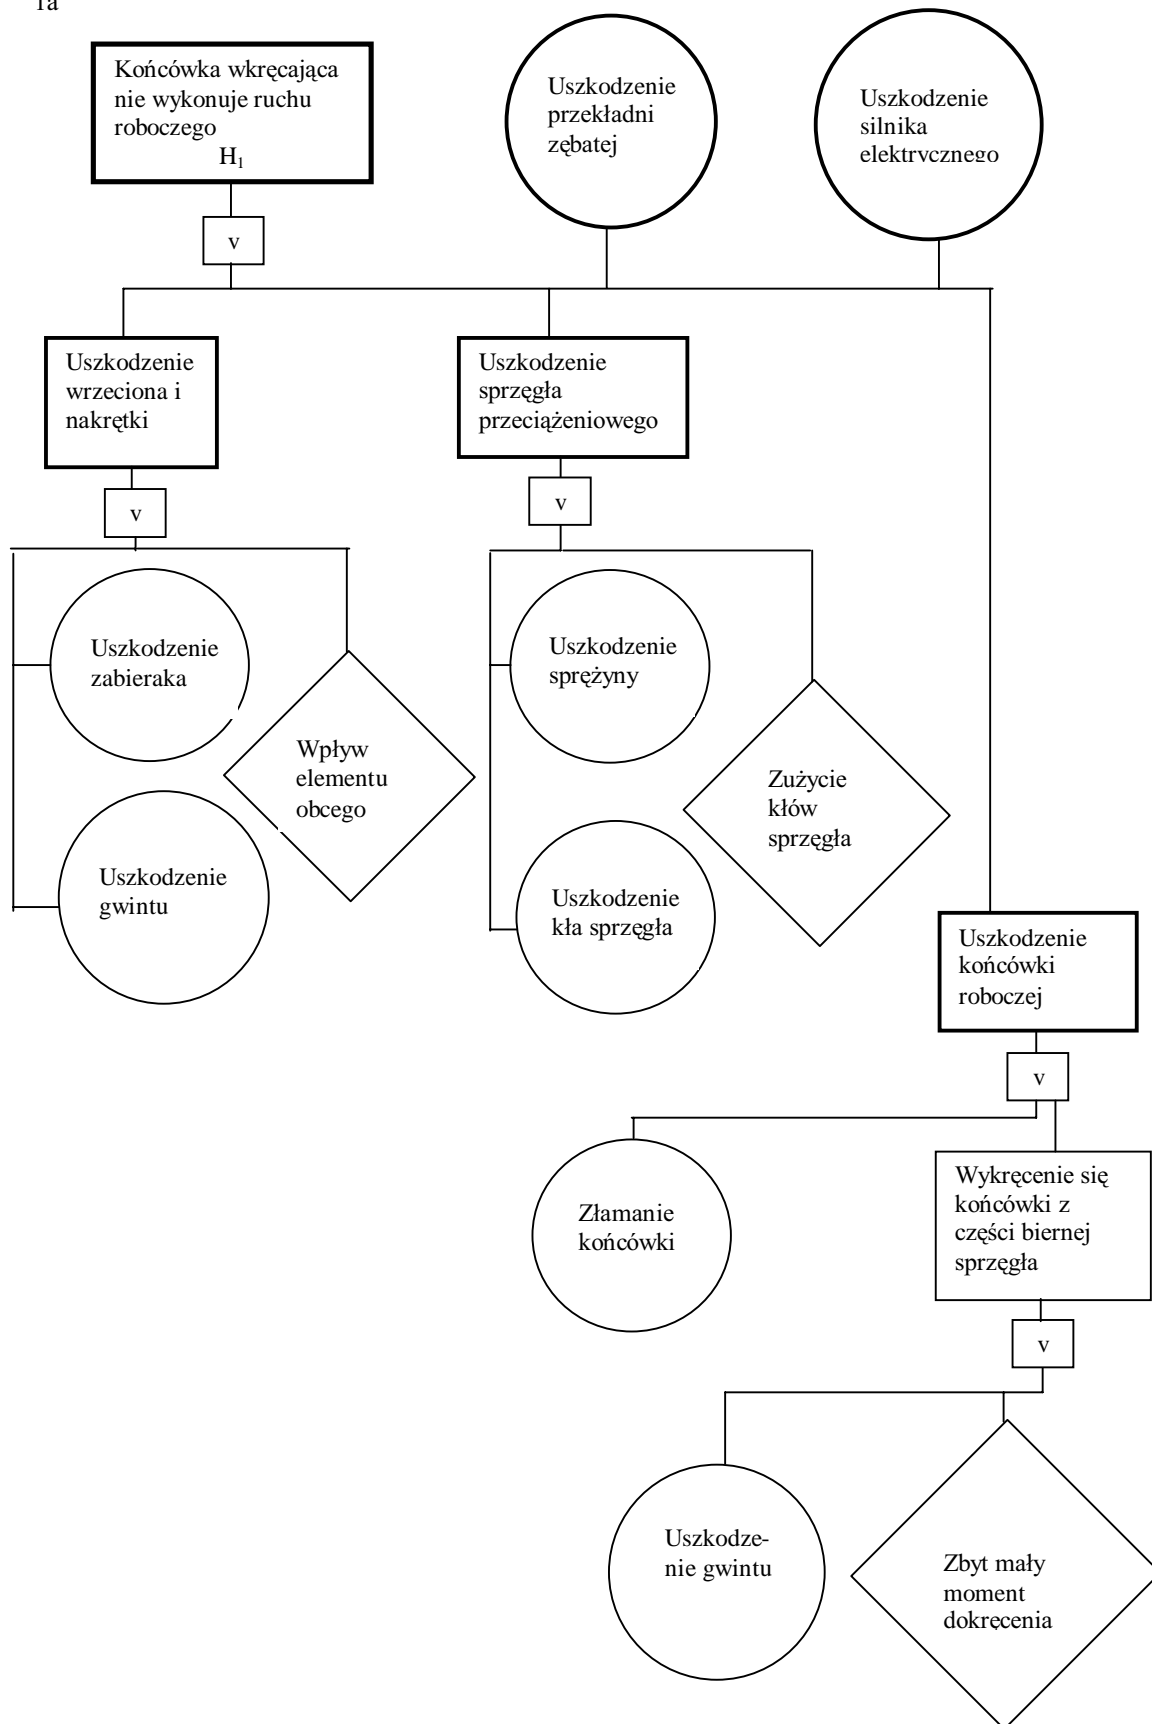 1a
Końcówka wkręcająca
nie wykonuje ruchu
roboczego
H₁
Uszkodzenie
przekładni
zębatej
Uszkodzenie
silnika
elektrycznego
v
Uszkodzenie
wrzeciona i
nakrętki
Uszkodzenie
sprzęgła
przeciążeniowego
v
v
Uszkodzenie
zabieraka
Wpływ
elementu
obcego
Uszkodzenie
gwintu
Uszkodzenie
sprężyny
Zużycie
kłów
sprzęgła
Uszkodzenie
kła sprzęgła
Uszkodzenie
końcówki
roboczej
v
Złamanie
końcówki
Wykręcenie się
końcówki z
części biernej
sprzęgła
v
Uszkodze-
nie gwintu
Zbyt mały
moment
dokręcenia